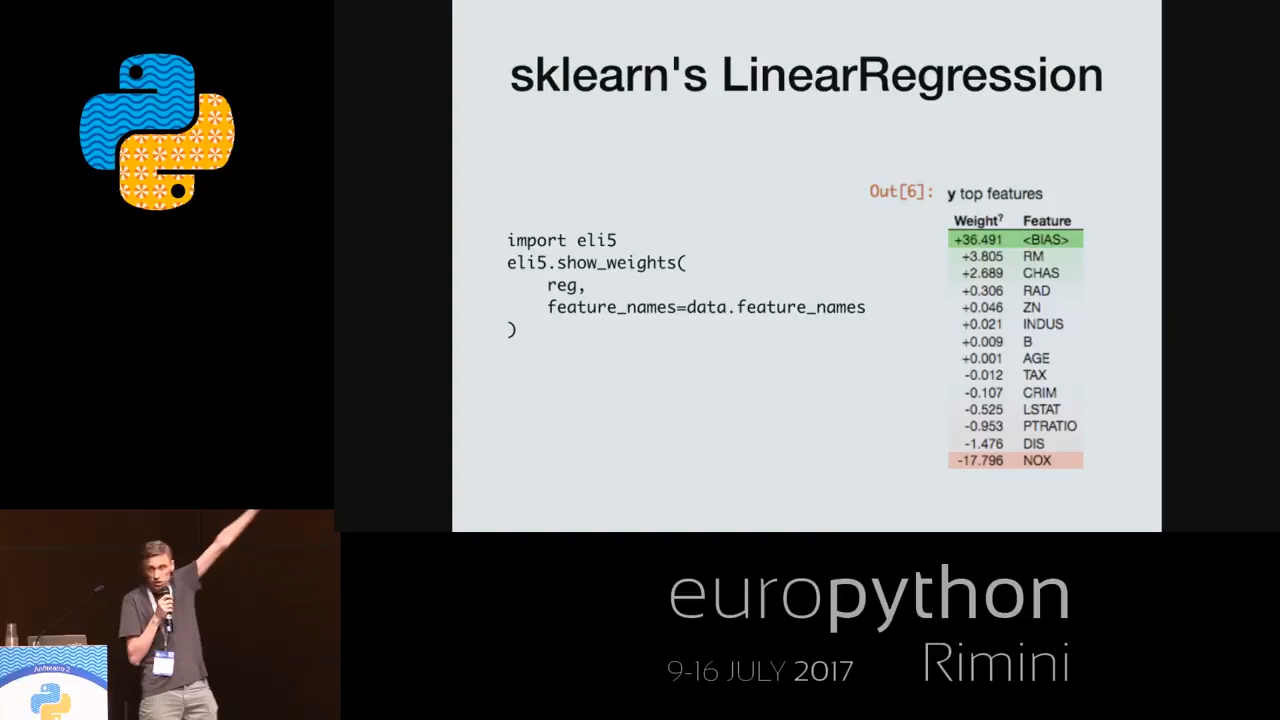 sklearn's LinearRegression
import eli5
eli5.show_weights(
reg,
feature_names=data.feature_names
)
Out[6]: y top features
Weight? Feature
+36.491 <BIAS>
+3.805 RM
+2.689 CHAS
+0.306 RAD
+0.046 ZN
+0.021 INDUS
+0.009 B
+0.001 AGE
-0.012 TAX
-0.107 CRIM
-0.525 LSTAT
-0.953 PTRATIO
-1.476 DIS
-17.796 NOX
Anfiteatro 2
europython
9-16 JULY 2017 Rimini